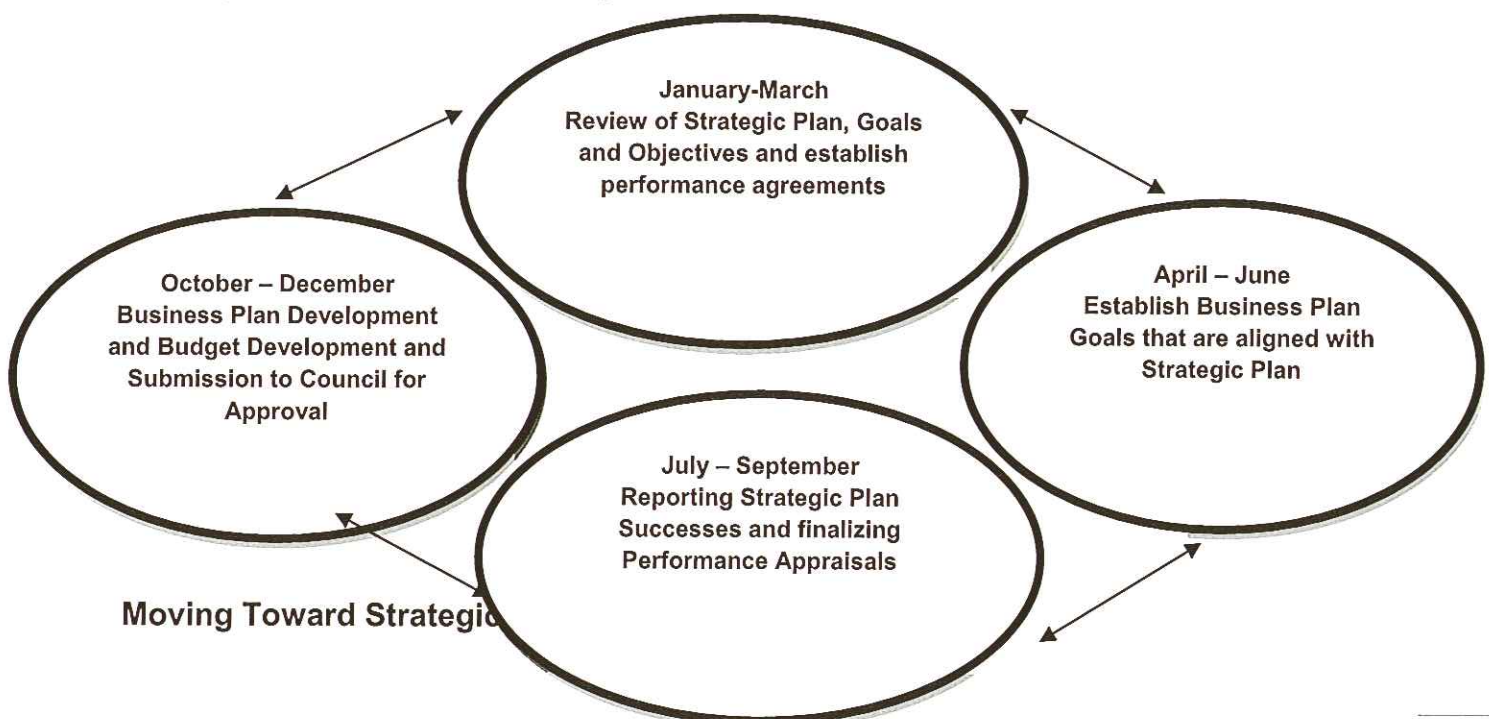 January-March
Review of Strategic Plan, Goals
and Objectives and establish
performance agreements
October – December
Business Plan Development
and Budget Development and
Submission to Council for
Approval
April – June
Establish Business Plan
Goals that are aligned with
Strategic Plan
July – September
Reporting Strategic Plan
Successes and finalizing
Performance Appraisals
Moving Toward Strategic